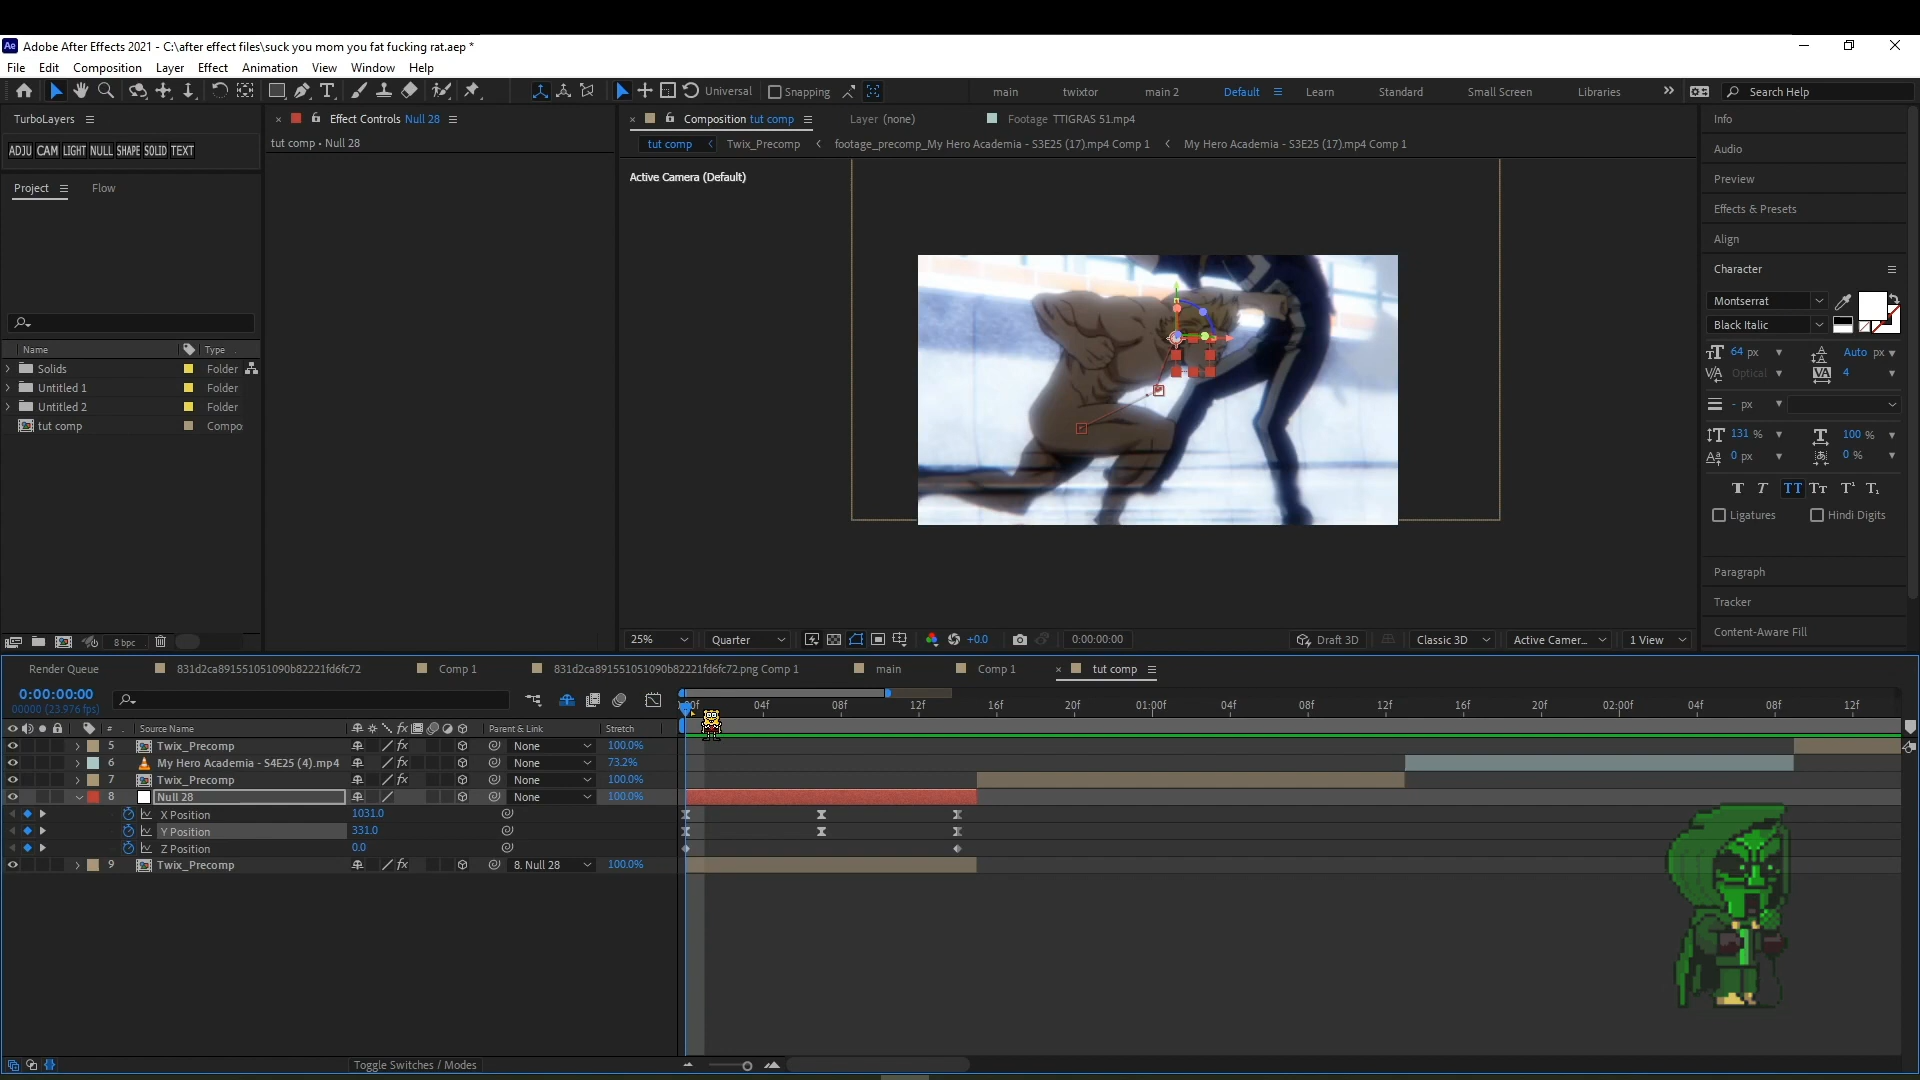 Ae Adobe After Effects 2021 - C:\after effect files\suck you mom you fat fucking rat.aep *
File Edit Composition Layer Effect Animation View Window Help
Universal Snapping main twixtor main 2 Default Learn Standard Small Screen Libraries Search Help
TurboLayers
ADJU CAM LIGHT NULL SHAPE SOLID TEXT
Project Flow
Name Type
Solids Folder
Untitled 1 Folder
Untitled 2 Folder
tut comp Compo
8 bpc
Effect Controls Null 28
tut comp • Null 28
Composition tut comp Layer (none) Footage TTIGRAS 51.mp4
tut comp Twix_Precomp footage_precomp_My Hero Academia - S3E25 (17).mp4 Comp 1 My Hero Academia - S3E25 (17).mp4 Comp 1
Active Camera (Default)
25% Quarter +0.0 0:00:00:00 Draft 3D Classic 3D Active Camer... 1 View
Info
Audio
Preview
Effects & Presets
Align
Character
Montserrat
Black Italic
64 px Auto px
Optical 4
- px
131 % 100 %
0 px 0 %
T T TT Tt T¹ T₁
Ligatures Hindi Digits
Paragraph
Tracker
Content-Aware Fill
Render Queue 831d2ca891551051090b82221fd6fc72 Comp 1 831d2ca891551051090b82221fd6fc72.png Comp 1 main Comp 1 tut comp
0:00:00:00
00000 (23.976 fps)
04f 08f 12f 16f 20f 01:00f 04f 08f 12f 16f 20f 02:00f 04f 08f 12f
# Source Name Parent & Link Stretch
5 Twix_Precomp None 100.0%
6 My Hero Academia - S4E25 (4).mp4 None 73.2%
7 Twix_Precomp None 100.0%
8 Null 28 None 100.0%
X Position 1031.0
Y Position 331.0
Z Position 0.0
9 Twix_Precomp 8. Null 28 100.0%
Toggle Switches / Modes